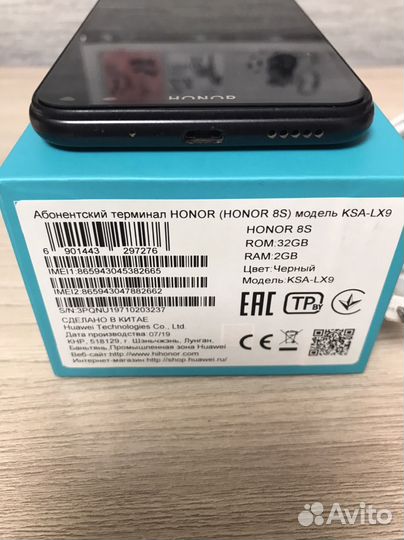 HONOR
Абонентский терминал HONOR (HONOR 8S) модель KSA-LX9
6 901443 297276
IMEI1:865943045382665
IMEI2:865943047882662
S/N:3PQNU19710203237
HONOR 8S
ROM:32GB
RAM:2GB
Цвет:Черный
Модель:KSA-LX9
EAC
TP BY
СДЕЛАНО В КИТАЕ
Huawei Technologies Co., Ltd.
Дата производства: 07/19
КНР, 518129, г. Шэньчжэнь, Лунган,
Баньтянь,Промышленная зона Huawei
Веб-сайт:http://www.hihonor.com
Интернет-магазин http://shop.huawei.ru/
CE
Avito